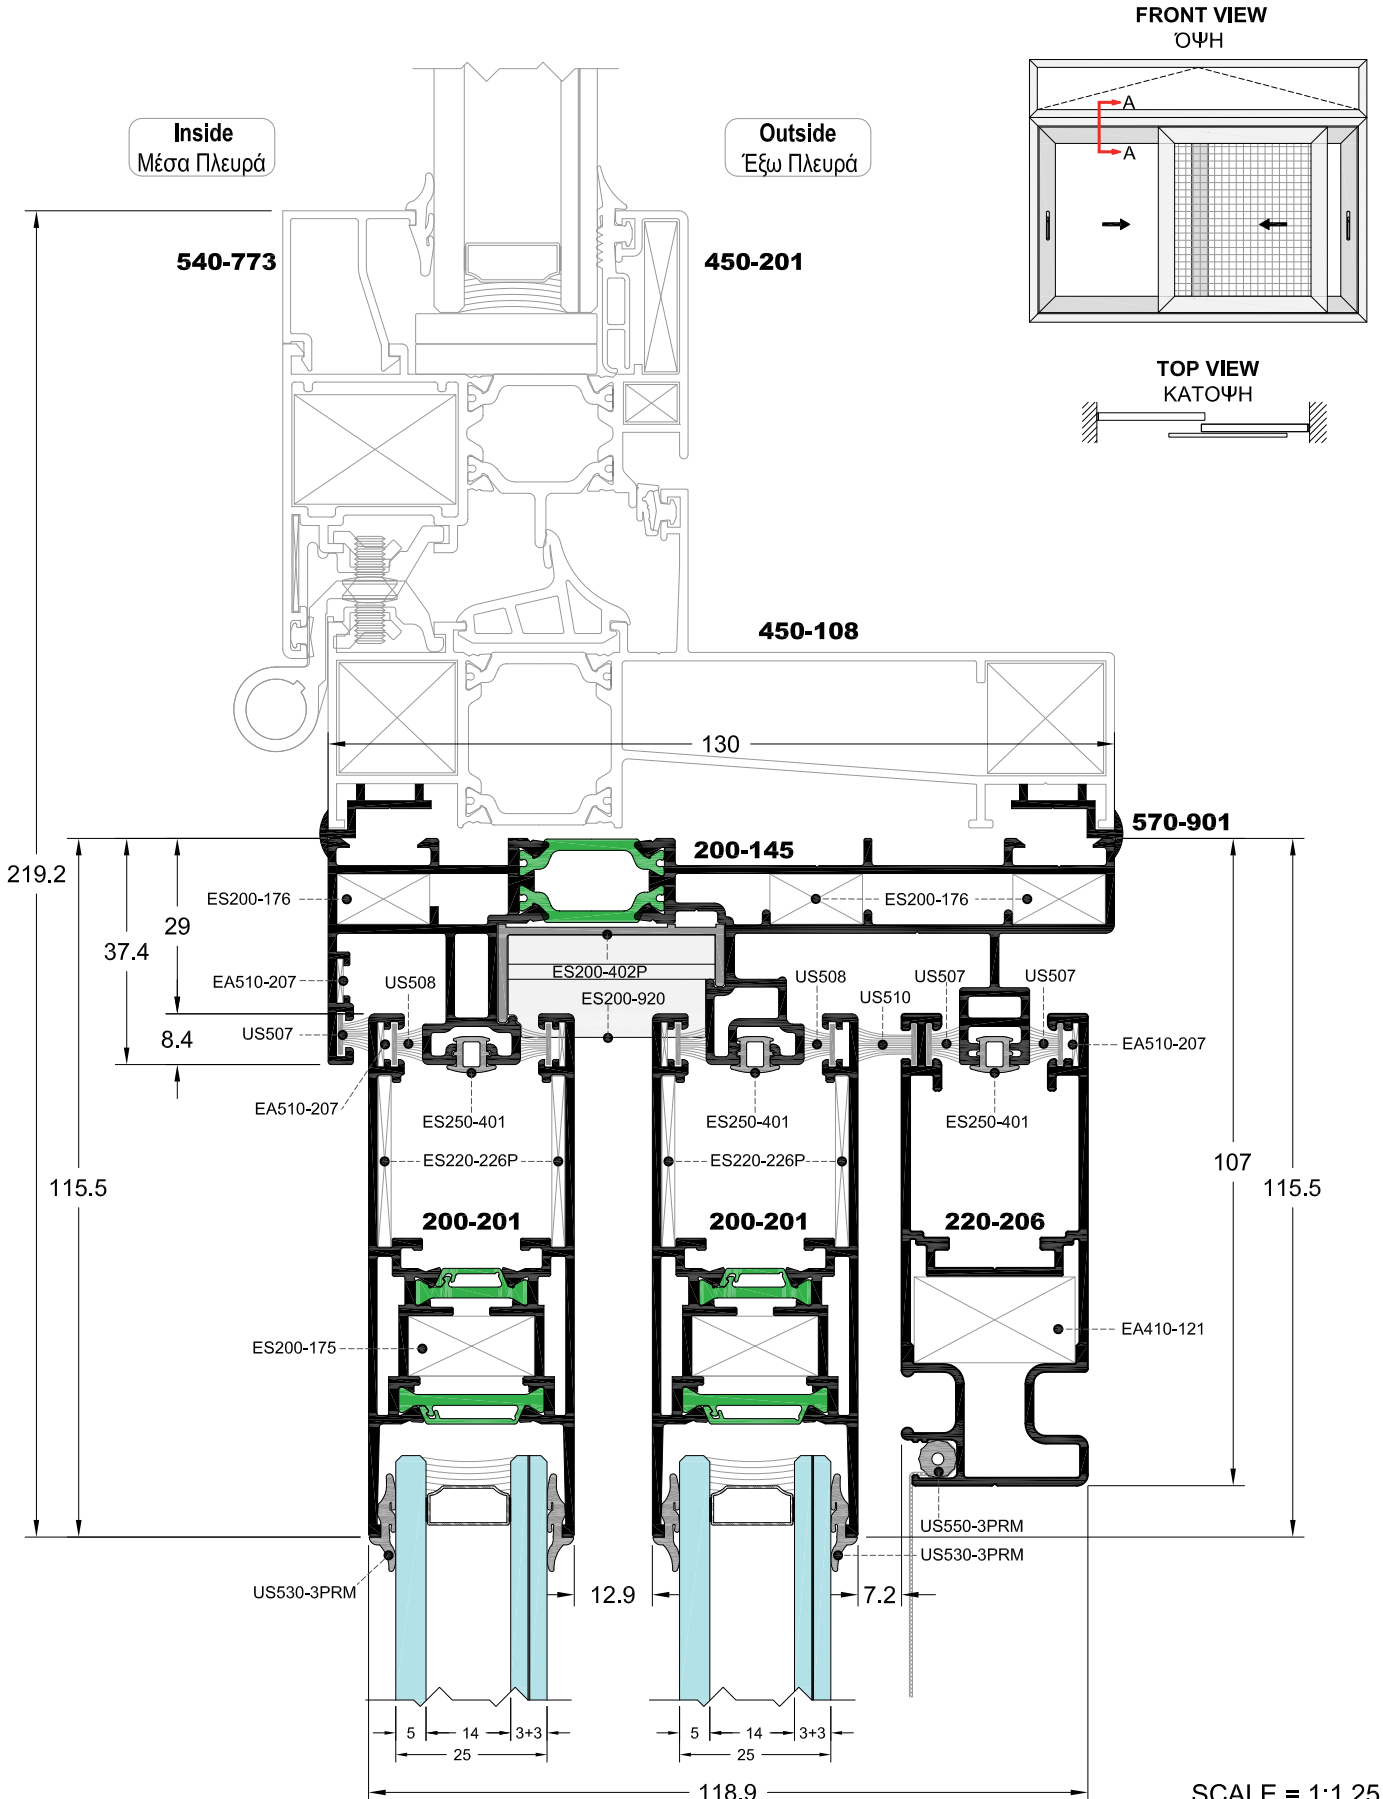 FRONT VIEW
ΌΨΗ
A
A
Inside
Μέσα Πλευρά
Outside
Έξω Πλευρά
540-773
450-201
TOP VIEW
ΚΑΤΟΨΗ
450-108
130
570-901
200-145
219.2
ES200-176
ES200-176
29
37.4
ES200-402P
EA510-207
US508
US508
US507
US507
US510
ES200-920
US507
8.4
EA510-207
EA510-207
ES250-401
ES250-401
ES250-401
ES220-226P
ES220-226P
107
115.5
115.5
200-201
200-201
220-206
EA410-121
ES200-175
US550-3PRM
US530-3PRM
US530-3PRM
12.9
7.2
5
14
3+3
5
14
3+3
25
25
118.9
SCALE = 1:1.25